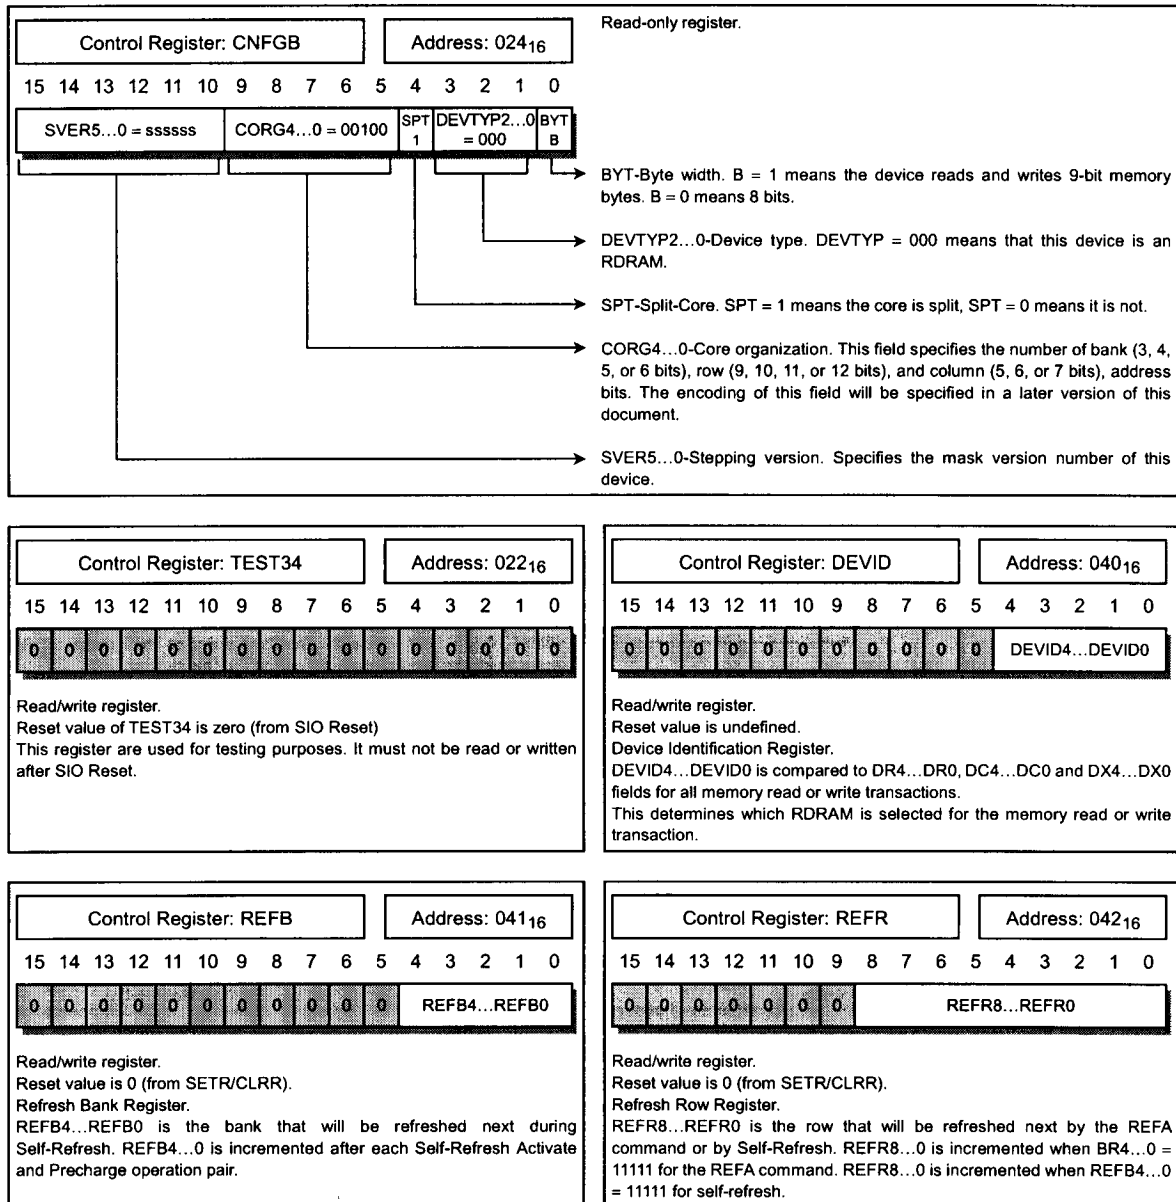 Control Register: CNFGB
Address: 024₁₆
Read-only register.
15 14 13 12 11 10 9 8 7 6 5 4 3 2 1 0
SVER5...0 = ssssss
CORG4...0 = 00100
SPT
1
DEVTYP2...0
= 000
BYT
B
BYT-Byte width. B = 1 means the device reads and writes 9-bit memory
bytes. B = 0 means 8 bits.
DEVTYP2...0-Device type. DEVTYP = 000 means that this device is an
RDRAM.
SPT-Split-Core. SPT = 1 means the core is split, SPT = 0 means it is not.
CORG4...0-Core organization. This field specifies the number of bank (3, 4,
5, or 6 bits), row (9, 10, 11, or 12 bits), and column (5, 6, or 7 bits), address
bits. The encoding of this field will be specified in a later version of this
document.
SVER5...0-Stepping version. Specifies the mask version number of this
device.
Control Register: TEST34
Address: 022₁₆
15 14 13 12 11 10 9 8 7 6 5 4 3 2 1 0
0 0 0 0 0 0 0 0 0 0 0 0 0 0 0 0
Read/write register.
Reset value of TEST34 is zero (from SIO Reset)
This register are used for testing purposes. It must not be read or written
after SIO Reset.
Control Register: DEVID
Address: 040₁₆
15 14 13 12 11 10 9 8 7 6 5 4 3 2 1 0
0 0 0 0 0 0 0 0 0 0 0 DEVID4...DEVID0
Read/write register.
Reset value is undefined.
Device Identification Register.
DEVID4...DEVID0 is compared to DR4...DR0, DC4...DC0 and DX4...DX0
fields for all memory read or write transactions.
This determines which RDRAM is selected for the memory read or write
transaction.
Control Register: REFB
Address: 041₁₆
15 14 13 12 11 10 9 8 7 6 5 4 3 2 1 0
0 0 0 0 0 0 0 0 0 0 0 REFB4...REFB0
Read/write register.
Reset value is 0 (from SETR/CLRR).
Refresh Bank Register.
REFB4...REFB0 is the bank that will be refreshed next during
Self-Refresh. REFB4...0 is incremented after each Self-Refresh Activate
and Precharge operation pair.
Control Register: REFR
Address: 042₁₆
15 14 13 12 11 10 9 8 7 6 5 4 3 2 1 0
0 0 0 0 0 0 0 REFR8...REFR0
Read/write register.
Reset value is 0 (from SETR/CLRR).
Refresh Row Register.
REFR8...REFR0 is the row that will be refreshed next by the REFA
command or by Self-Refresh. REFR8...0 is incremented when BR4...0 =
11111 for the REFA command. REFR8...0 is incremented when REFB4...0
= 11111 for self-refresh.